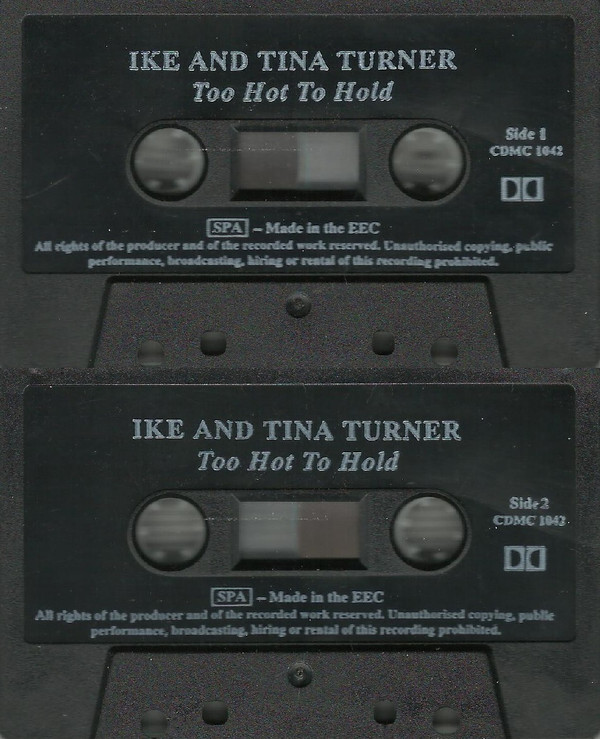 IKE AND TINA TURNER
Too Hot To Hold
Side 1
CDMC 1042
SPA – Made in the EEC
All rights of the producer and of the recorded work reserved. Unauthorised copying, public
performance, broadcasting, hiring or rental of this recording prohibited.
IKE AND TINA TURNER
Too Hot To Hold
Side 2
CDMC 1042
SPA – Made in the EEC
All rights of the producer and of the recorded work reserved. Unauthorised copying, public
performance, broadcasting, hiring or rental of this recording prohibited.